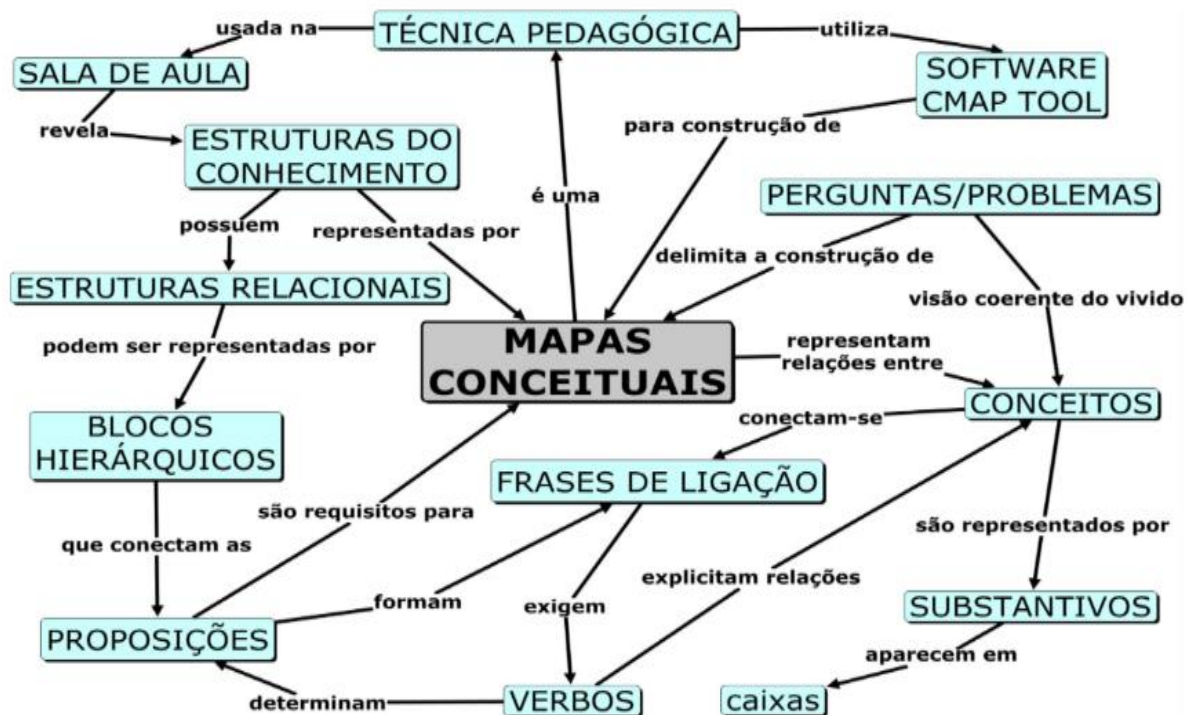 usada na
TÉCNICA PEDAGÓGICA
utiliza
SALA DE AULA
SOFTWARE
CMAP TOOL
revela
ESTRUTURAS DO
CONHECIMENTO
para construção de
é uma
PERGUNTAS/PROBLEMAS
possuem
representadas por
delimita a construção de
ESTRUTURAS RELACIONAIS
visão coerente do vivido
podem ser representadas por
MAPAS
CONCEITUAIS
representam
relações entre
BLOCOS
HIERÁRQUICOS
conectam-se
CONCEITOS
FRASES DE LIGAÇÃO
são requisitos para
que conectam as
são representados por
explicitam relações
formam
exigem
SUBSTANTIVOS
PROPOSIÇÕES
aparecem em
determinam
VERBOS
caixas